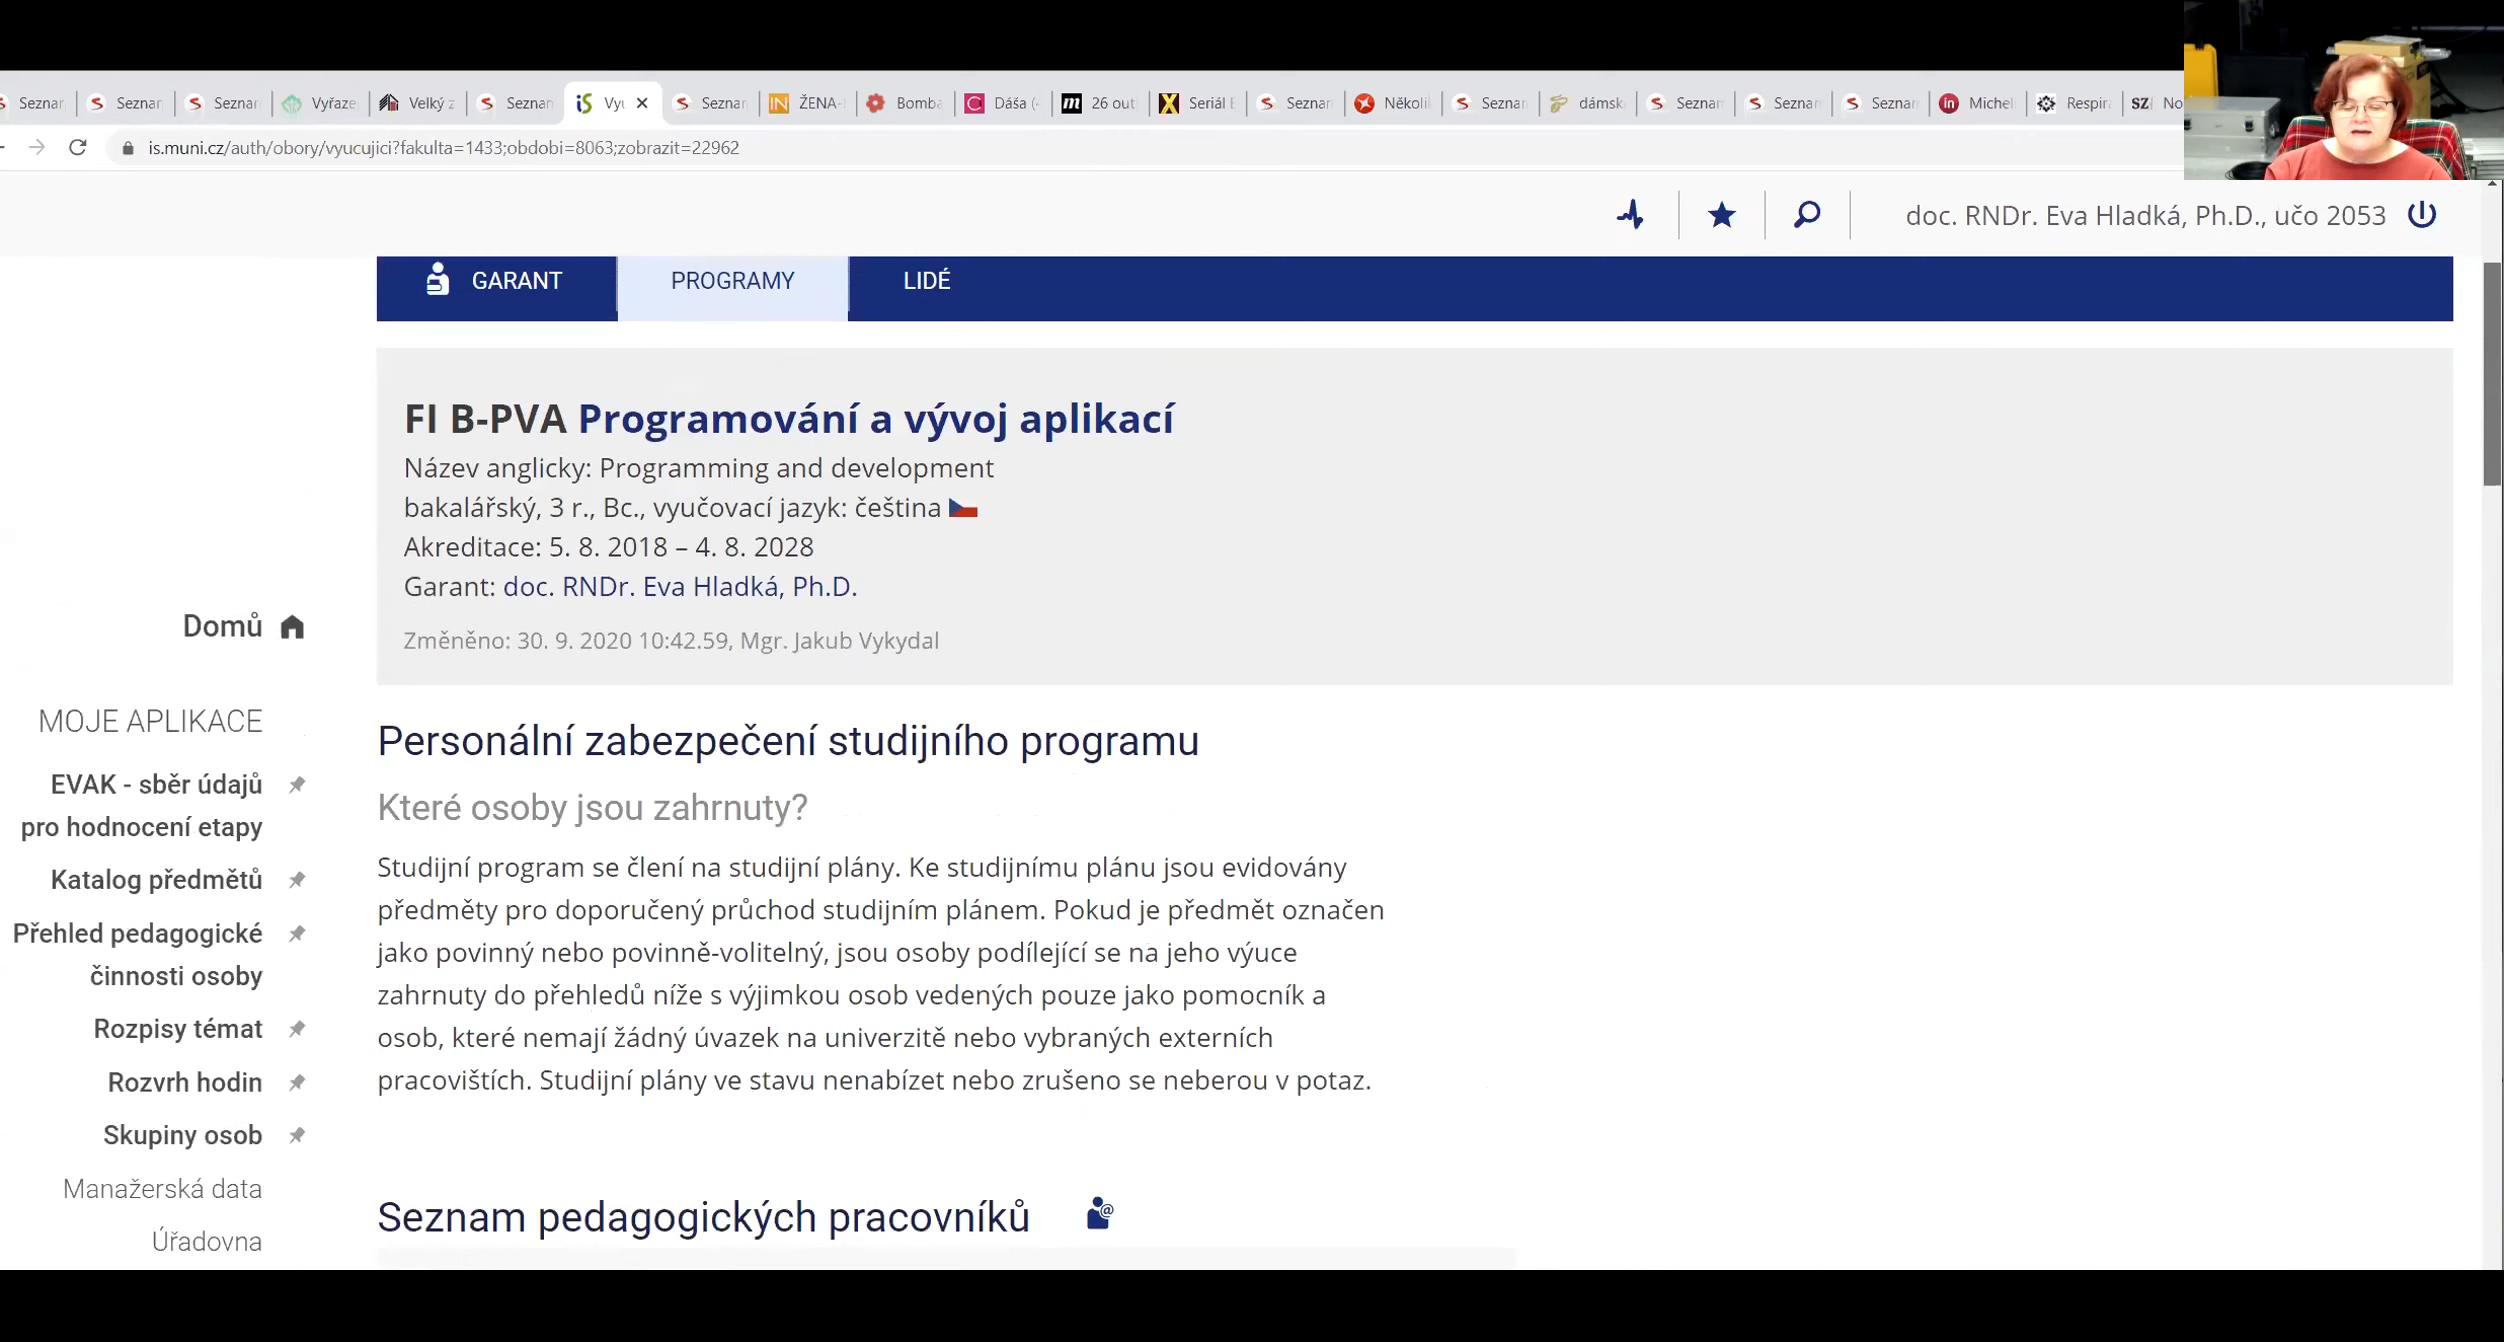 Seznam
Seznam
Seznam
Vyřaze
Velký z
Seznam
Vyu
Seznam
ŽENA-
Bomba
Dáša (
26 out
Seriál
Seznam
Několi
Seznam
dámsk
Seznam
Seznam
Seznam
Michel
Respir
No
is.muni.cz/auth/obory/vyucujici?fakulta=1433;obdobi=8063;zobrazit=22962
doc. RNDr. Eva Hladká, Ph.D., učo 2053
GARANT
PROGRAMY
LIDÉ
FI B-PVA Programování a vývoj aplikací
Název anglicky: Programming and development
bakalářský, 3 r., Bc., vyučovací jazyk: čeština
Akreditace: 5. 8. 2018 – 4. 8. 2028
Garant: doc. RNDr. Eva Hladká, Ph.D.
Změněno: 30. 9. 2020 10:42.59, Mgr. Jakub Vykydal
Domů
MOJE APLIKACE
EVAK - sběr údajů
pro hodnocení etapy
Katalog předmětů
Přehled pedagogické
činnosti osoby
Rozpisy témat
Rozvrh hodin
Skupiny osob
Manažerská data
Úřadovna
Personální zabezpečení studijního programu
Které osoby jsou zahrnuty?
Studijní program se člení na studijní plány. Ke studijnímu plánu jsou evidovány
předměty pro doporučený průchod studijním plánem. Pokud je předmět označen
jako povinný nebo povinně-volitelný, jsou osoby podílející se na jeho výuce
zahrnuty do přehledů níže s výjimkou osob vedených pouze jako pomocník a
osob, které nemají žádný úvazek na univerzitě nebo vybraných externích
pracovištích. Studijní plány ve stavu nenabízet nebo zrušeno se neberou v potaz.
Seznam pedagogických pracovníků